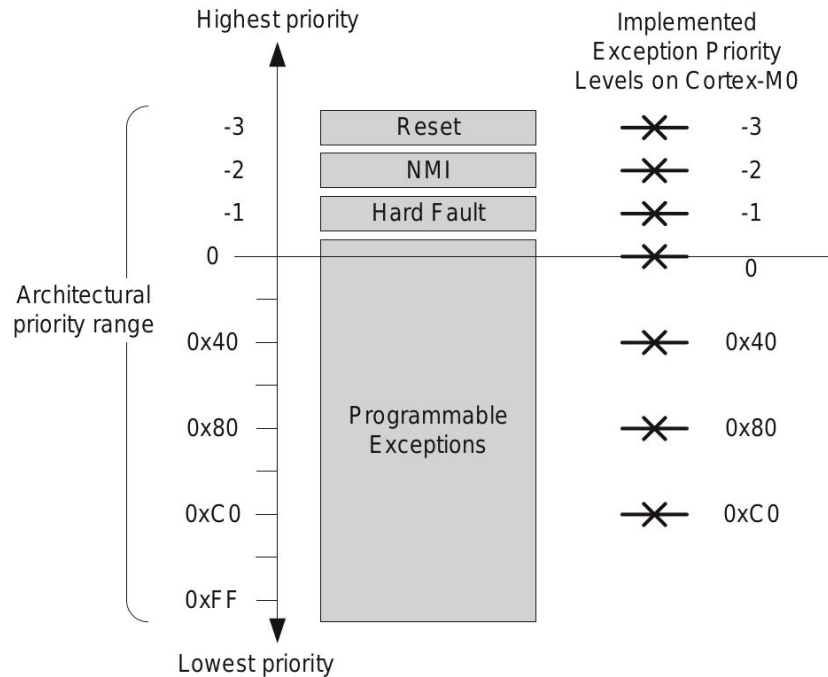 Highest priority
Implemented
Exception Priority
Levels on Cortex-M0
-3
Reset
-3
-2
NMI
-2
-1
Hard Fault
-1
0
0
Architectural
priority range
0x40
0x40
Programmable
Exceptions
0x80
0x80
0xC0
0xC0
0xFF
Lowest priority